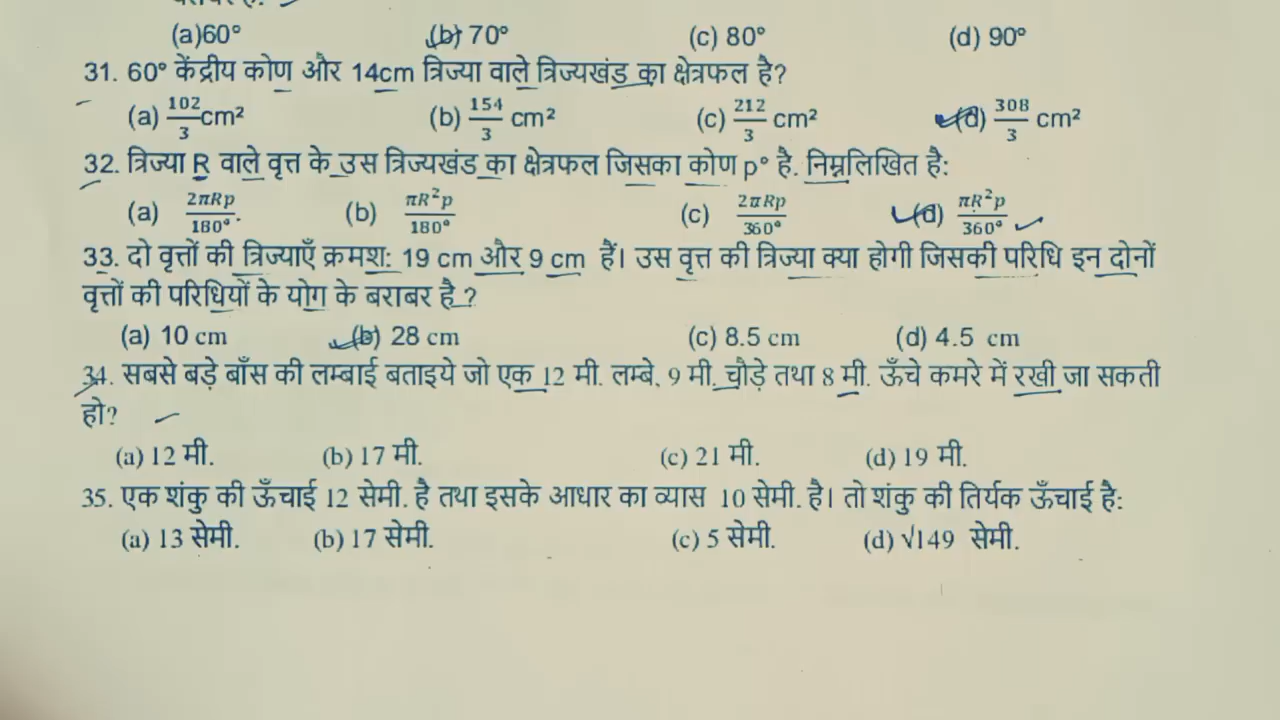 (a)60° (b) 70° (c) 80° (d) 90°
31. 60° केंद्रीय कोण और 14cm त्रिज्या वाले त्रिज्यखंड का क्षेत्रफल है?
(a) 102/3 cm² (b) 154/3 cm² (c) 212/3 cm² (d) 308/3 cm²
32. त्रिज्या R वाले वृत्त के उस त्रिज्यखंड का क्षेत्रफल जिसका कोण p° है. निम्नलिखित है:
(a) 2πRp/180°. (b) πR²p/180° (c) 2πRp/360° (d) πR²p/360°
33. दो वृत्तों की त्रिज्याएँ क्रमश: 19 cm और 9 cm हैं। उस वृत्त की त्रिज्या क्या होगी जिसकी परिधि इन दोनों
वृत्तों की परिधियों के योग के बराबर है ?
(a) 10 cm (b) 28 cm (c) 8.5 cm (d) 4.5 cm
34. सबसे बड़े बाँस की लम्बाई बताइये जो एक 12 मी. लम्बे, 9 मी. चौड़े तथा 8 मी. ऊँचे कमरे में रखी जा सकती
हो?
(a) 12 मी. (b) 17 मी. (c) 21 मी. (d) 19 मी.
35. एक शंकु की ऊँचाई 12 सेमी. है तथा इसके आधार का व्यास 10 सेमी. है। तो शंकु की तिर्यक ऊँचाई है:
(a) 13 सेमी. (b) 17 सेमी. (c) 5 सेमी. (d) √149 सेमी.